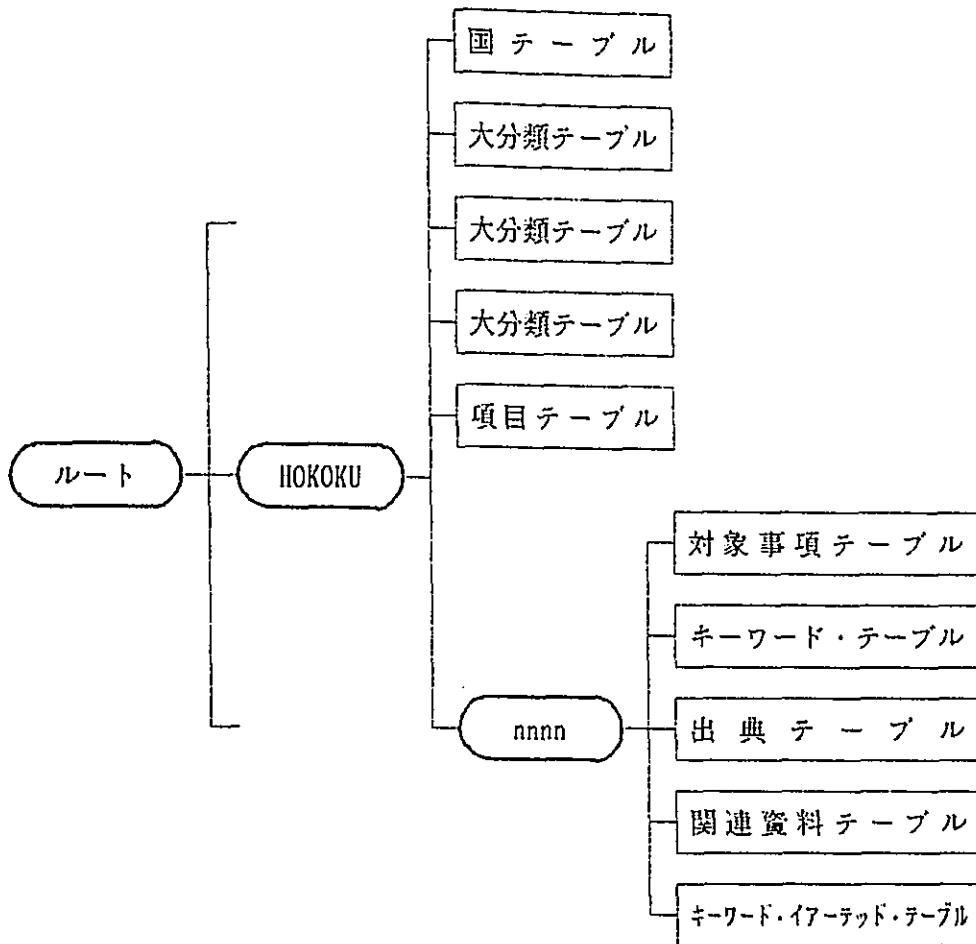 国テーブル
大分類テーブル
大分類テーブル
大分類テーブル
項目テーブル
ルート
HOKOKU
対象事項テーブル
キーワード・テーブル
nnnn
出典テーブル
関連資料テーブル
キーワード・イアーテッド・テーブル